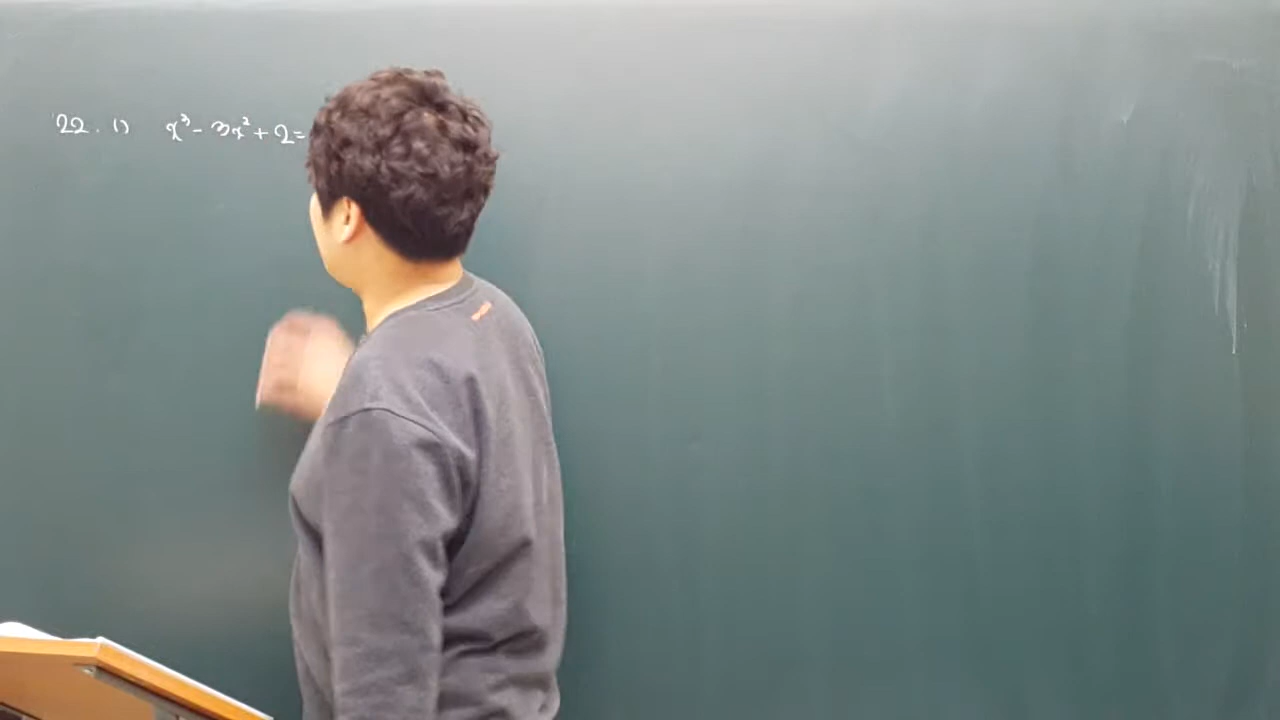 22. 1) x³ - 3x² + 2 =